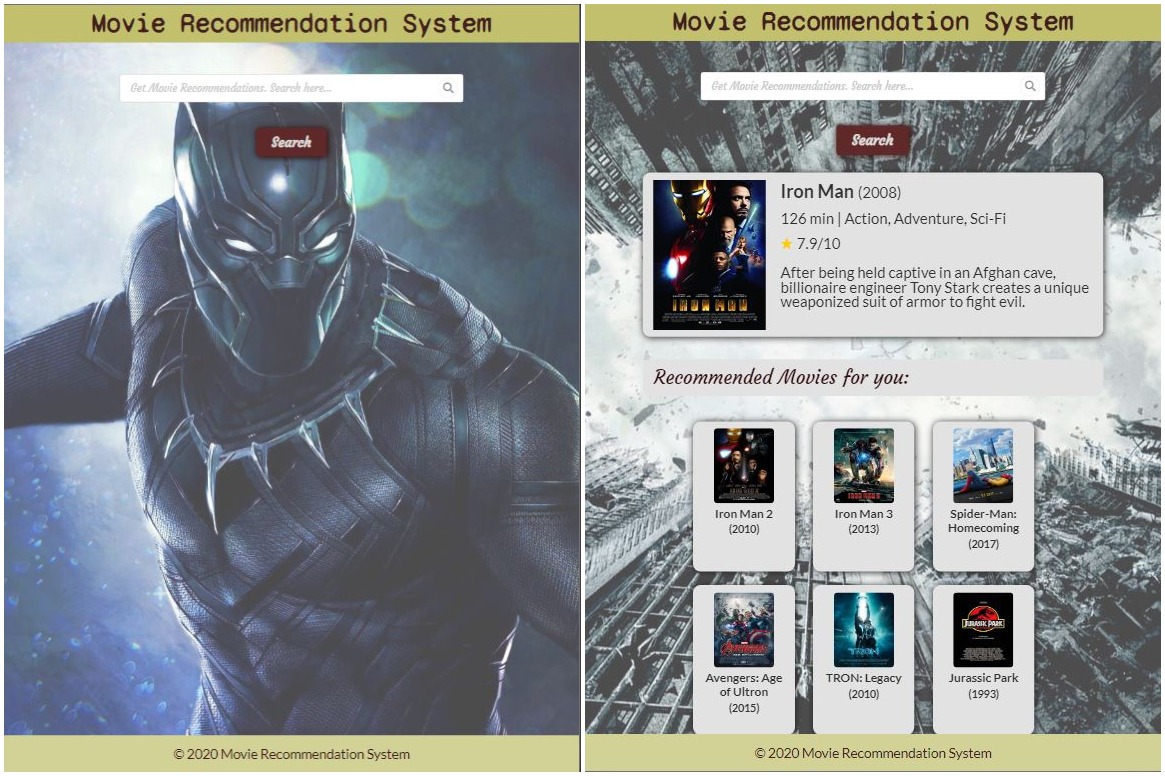 Movie Recommendation System
Get Movie Recommendations. Search here...
Search
© 2020 Movie Recommendation System
Movie Recommendation System
Get Movie Recommendations. Search here...
Search
IRON MAN
Iron Man (2008)
126 min | Action, Adventure, Sci-Fi
7.9/10
After being held captive in an Afghan cave,
billionaire engineer Tony Stark creates a unique
weaponized suit of armor to fight evil.
Recommended Movies for you:
Iron Man 2
(2010)
Iron Man 3
(2013)
Spider-Man:
Homecoming
(2017)
AVENGERS
TRON
JURASSIC PARK
Avengers: Age
of Ultron
(2015)
TRON: Legacy
(2010)
Jurassic Park
(1993)
© 2020 Movie Recommendation System